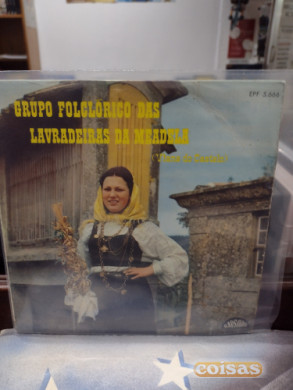 EPF 5.666
GRUPO FOLCLÓRICO DAS
LAVRADEIRAS DA MEADELA
coisas